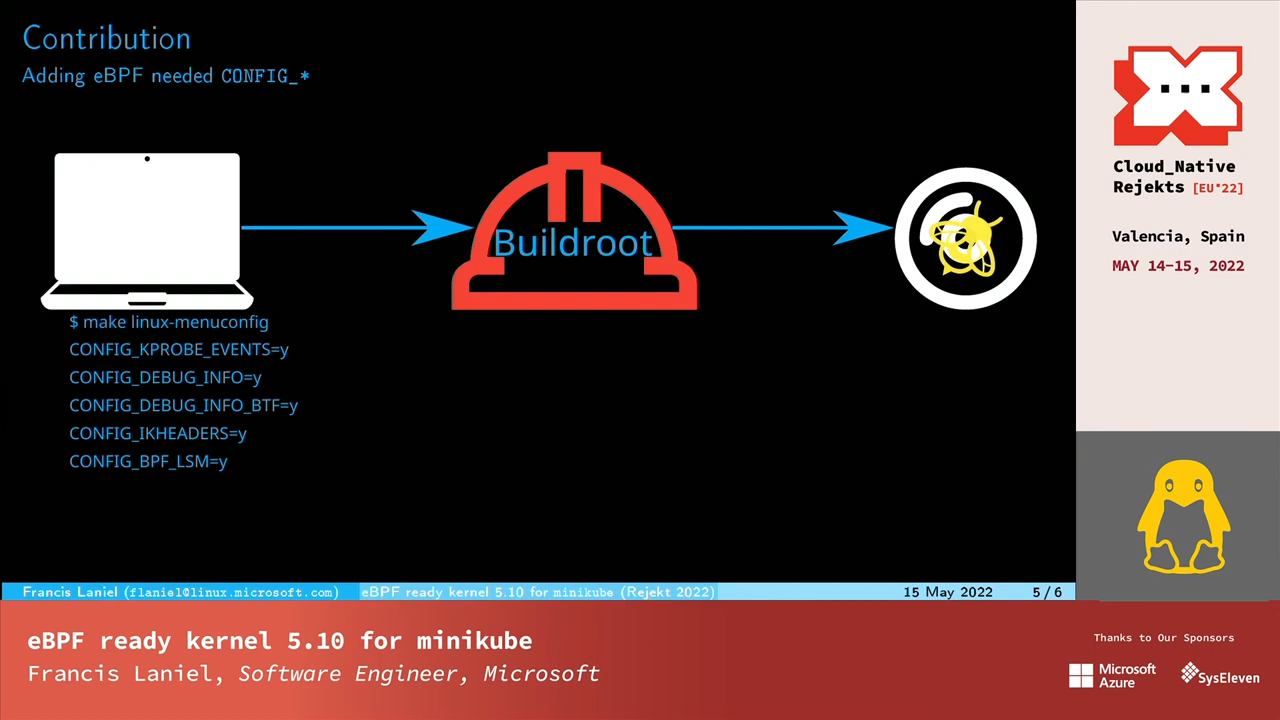 Contribution
Adding eBPF needed CONFIG_*
Buildroot
$ make linux-menuconfig
CONFIG_KPROBE_EVENTS=y
CONFIG_DEBUG_INFO=y
CONFIG_DEBUG_INFO_BTF=y
CONFIG_IKHEADERS=y
CONFIG_BPF_LSM=y
Francis Laniel (flaniel@linux.microsoft.com)
eBPF ready kernel 5.10 for minikube (Rejekt 2022)
15 May 2022
5 / 6
Cloud_Native
Rejekts [EU*22]
Valencia, Spain
MAY 14-15, 2022
eBPF ready kernel 5.10 for minikube
Francis Laniel, Software Engineer, Microsoft
Thanks to Our Sponsors
Microsoft
Azure
SysEleven